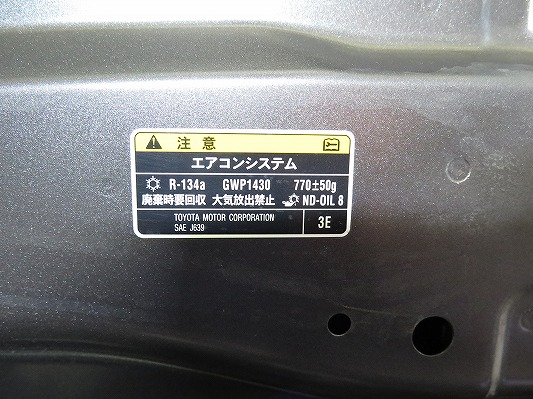 注意
エアコンシステム
R-134a GWP1430 770±50g
廃棄時要回収 大気放出禁止 ND-OIL 8
TOYOTA MOTOR CORPORATION
SAE J639
3E